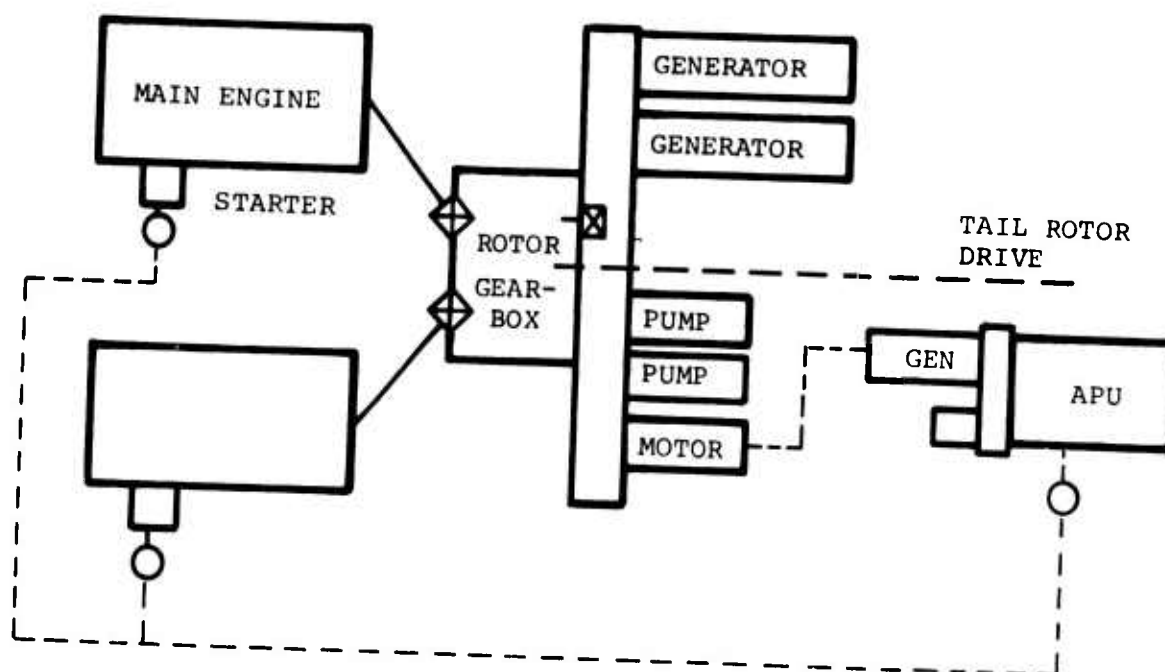 MAIN ENGINE
STARTER
GENERATOR
GENERATOR
ROTOR
GEAR-
BOX
TAIL ROTOR
DRIVE
PUMP
PUMP
MOTOR
GEN
APU